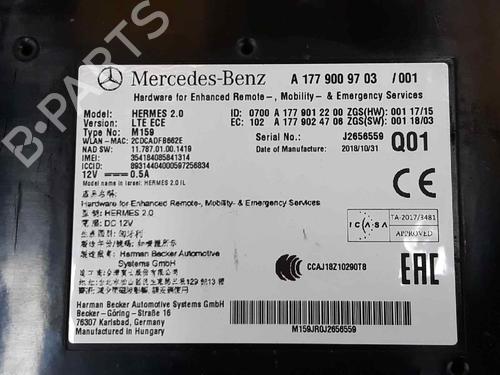 Mercedes-Benz A 177 900 97 03 /001
Hardware for Enhanced Remote-, Mobility- & Emergency Services
Model: HERMES 2.0 ID: 0700 A 177 901 22 00 ZGS(HW): 001 17/15
Version: LTE ECE EC: 102 A 177 902 47 08 ZGS(SW): 001 18/03
Type No: M159
WLAN-MAC: 2CDCADFB662E Serial No.: J2656559
NAD SW: 11.787.01.00.1419 Date of Manufacture: 2018/10/31 Q01
IMEI: 354184085841314
ICCID: 89314404000597256834
12V 0.5A
Model name in Israel: HERMES 2.0 IL
Hardware for Enhanced Remote-, Mobility- & Emergency Services
型號: HERMES 2.0
電源: DC 12V
Harman Becker Automotive
Systems GmbH
CE
ICASA
TA-2017/3481
APPROVED
CCAJ18Z10290T8
EAC
Harman Becker Automotive Systems GmbH
Becker-Göring-Straße 16
76307 Karlsbad, Germany
Manufactured in Hungary
M159JR0J2656559
B-PARTS